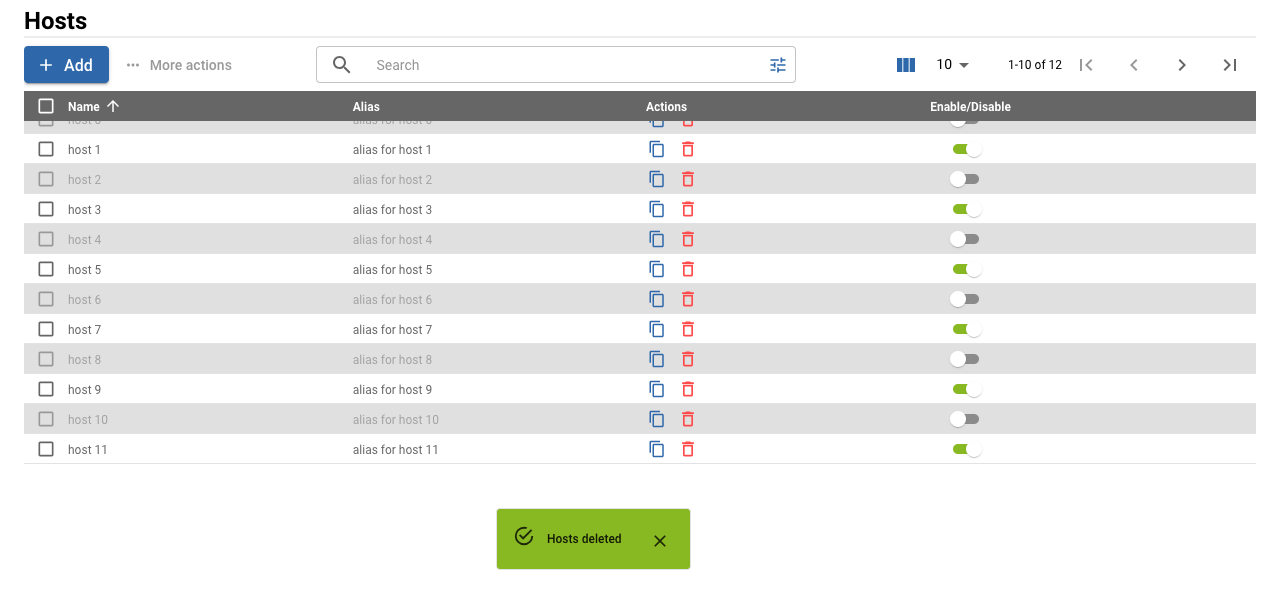 Hosts
Add
More actions
Search
10
1-10 of 12
Name Alias Actions Enable/Disable
host 1 alias for host 1
host 2 alias for host 2
host 3 alias for host 3
host 4 alias for host 4
host 5 alias for host 5
host 6 alias for host 6
host 7 alias for host 7
host 8 alias for host 8
host 9 alias for host 9
host 10 alias for host 10
host 11 alias for host 11
Hosts deleted